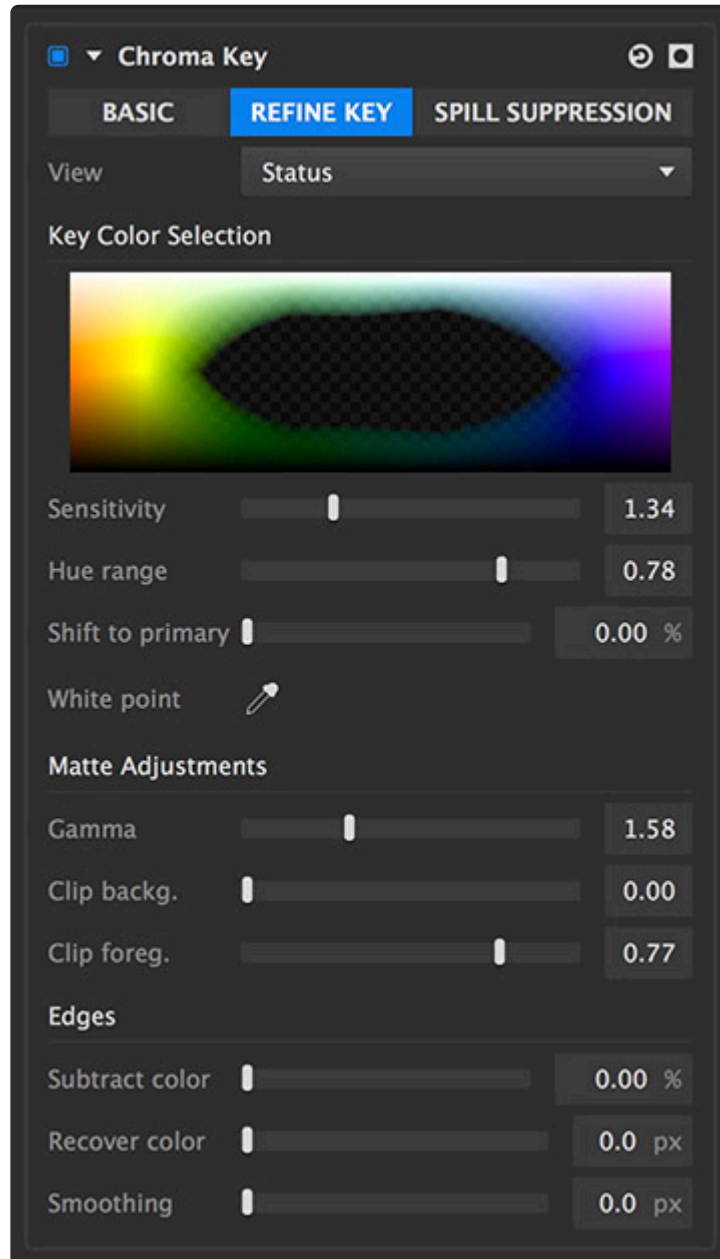 Chroma Key
BASIC REFINE KEY SPILL SUPPRESSION
View Status
Key Color Selection
Sensitivity 1.34
Hue range 0.78
Shift to primary 0.00 %
White point
Matte Adjustments
Gamma 1.58
Clip backg. 0.00
Clip foreg. 0.77
Edges
Subtract color 0.00 %
Recover color 0.0 px
Smoothing 0.0 px